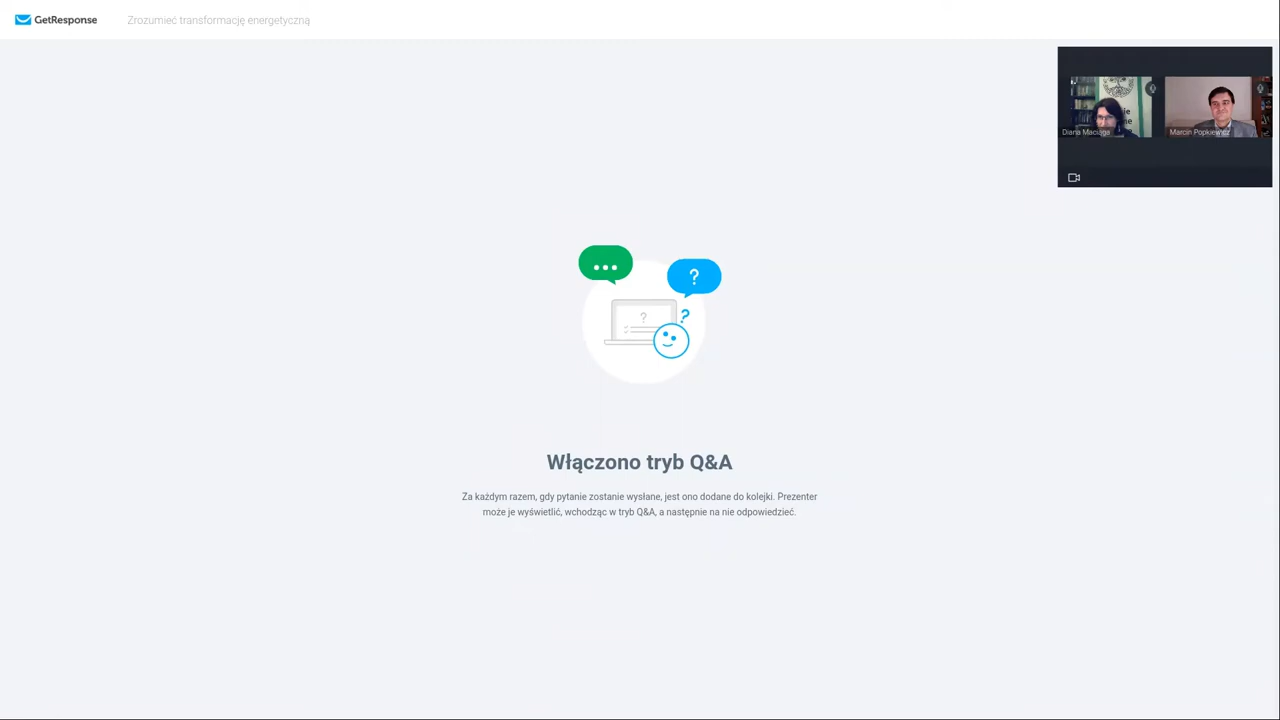 GetResponse
Zrozumieć transformację energetyczną
Diana Maciąga
Marcin Popkiewicz
...
?
?
?
Włączono tryb Q&A
Za każdym razem, gdy pytanie zostanie wysłane, jest ono dodane do kolejki. Prezenter
może je wyświetlić, wchodząc w tryb Q&A, a następnie na nie odpowiedzieć.